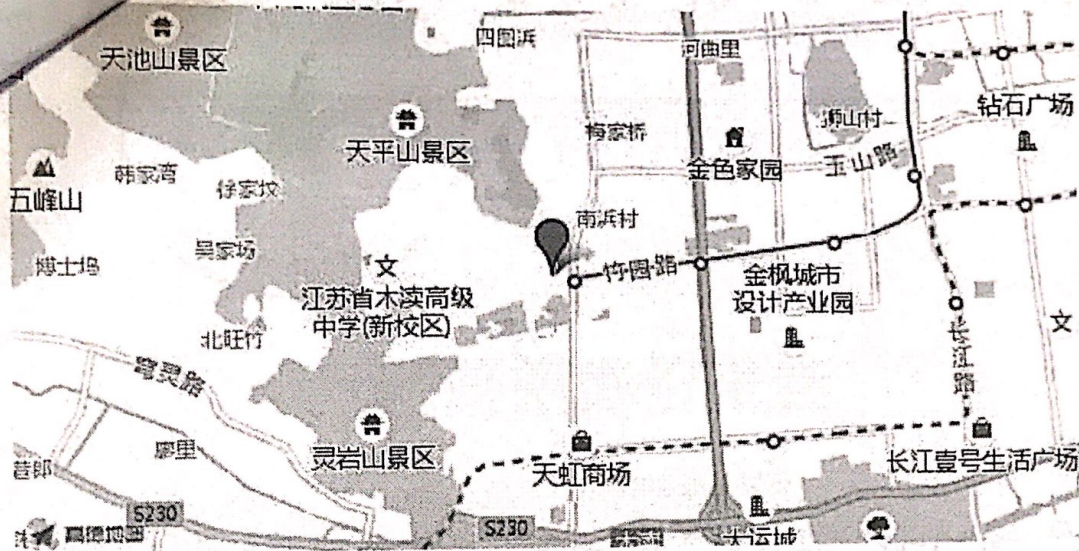 四图浜
河曲里
天池山景区
钻石广场
狮山村
梅家桥
天平山景区
金色家园
玉山路
韩家湾
徐家坟
五峰山
南浜村
吴家场
博士坞
竹园路
文
金枫城市
设计产业园
江苏省木渎高级
中学(新校区)
文
北旺竹
长江路
穹灵路
廖里
灵岩山景区
天虹商场
长江壹号生活广场
S230
高德地图
S230
大运城